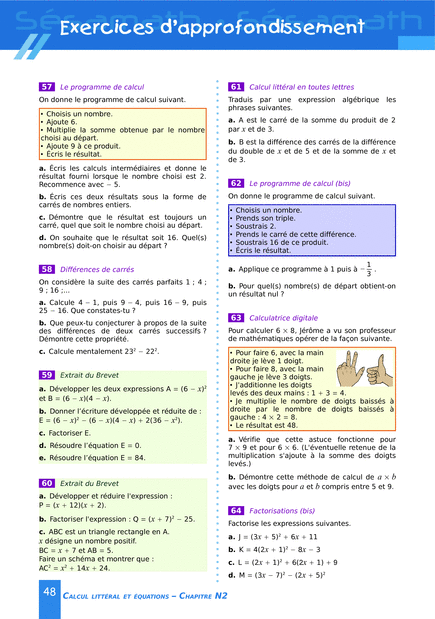 Sésamath - Sésamath
Exercices d'approfondissement
57 Le programme de calcul
On donne le programme de calcul suivant.
• Choisis un nombre.
• Ajoute 6.
• Multiplie la somme obtenue par le nombre
choisi au départ.
• Ajoute 9 à ce produit.
• Écris le résultat.
a. Écris les calculs intermédiaires et donne le
résultat fourni lorsque le nombre choisi est 2.
Recommence avec − 5.
b. Écris ces deux résultats sous la forme de
carrés de nombres entiers.
c. Démontre que le résultat est toujours un
carré, quel que soit le nombre choisi au départ.
d. On souhaite que le résultat soit 16. Quel(s)
nombre(s) doit-on choisir au départ ?
58 Différences de carrés
On considère la suite des carrés parfaits 1 ; 4 ;
9 ; 16 ;...
a. Calcule 4 − 1, puis 9 − 4, puis 16 − 9, puis
25 − 16. Que constates-tu ?
b. Que peux-tu conjecturer à propos de la suite
des différences de deux carrés successifs ?
Démontre cette propriété.
c. Calcule mentalement 23² − 22².
59 Extrait du Brevet
a. Développer les deux expressions A = (6 − x)²
et B = (6 − x)(4 − x).
b. Donner l'écriture développée et réduite de :
E = (6 − x)² − (6 − x)(4 − x) + 2(36 − x²).
c. Factoriser E.
d. Résoudre l'équation E = 0.
e. Résoudre l'équation E = 84.
60 Extrait du Brevet
a. Développer et réduire l'expression :
P = (x + 12)(x + 2).
b. Factoriser l'expression : Q = (x + 7)² − 25.
c. ABC est un triangle rectangle en A.
x désigne un nombre positif.
BC = x + 7 et AB = 5.
Faire un schéma et montrer que :
AC² = x² + 14x + 24.
61 Calcul littéral en toutes lettres
Traduis par une expression algébrique les
phrases suivantes.
a. A est le carré de la somme du produit de 2
par x et de 3.
b. B est la différence des carrés de la différence
du double de x et de 5 et de la somme de x et
de 3.
62 Le programme de calcul (bis)
On donne le programme de calcul suivant.
• Choisis un nombre.
• Prends son triple.
• Soustrais 2.
• Prends le carré de cette différence.
• Soustrais 16 de ce produit.
• Écris le résultat.
a. Applique ce programme à 1 puis à − 1/3 .
b. Pour quel(s) nombre(s) de départ obtient-on
un résultat nul ?
63 Calculatrice digitale
Pour calculer 6 × 8, Jérôme a vu son professeur
de mathématiques opérer de la façon suivante.
• Pour faire 6, avec la main
droite je lève 1 doigt.
• Pour faire 8, avec la main
gauche je lève 3 doigts.
• J'additionne les doigts
levés des deux mains : 1 + 3 = 4.
• Je multiplie le nombre de doigts baissés à
droite par le nombre de doigts baissés à
gauche : 4 × 2 = 8.
• Le résultat est 48.
a. Vérifie que cette astuce fonctionne pour
7 × 9 et pour 6 × 6. (L'éventuelle retenue de la
multiplication s'ajoute à la somme des doigts
levés.)
b. Démontre cette méthode de calcul de a × b
avec les doigts pour a et b compris entre 5 et 9.
64 Factorisations (bis)
Factorise les expressions suivantes.
a. J = (3x + 5)² + 6x + 11
b. K = 4(2x + 1)² − 8x − 3
c. L = (2x + 1)² + 6(2x + 1) + 9
d. M = (3x − 7)² − (2x + 5)²
48 CALCUL LITTÉRAL ET ÉQUATIONS − CHAPITRE N2